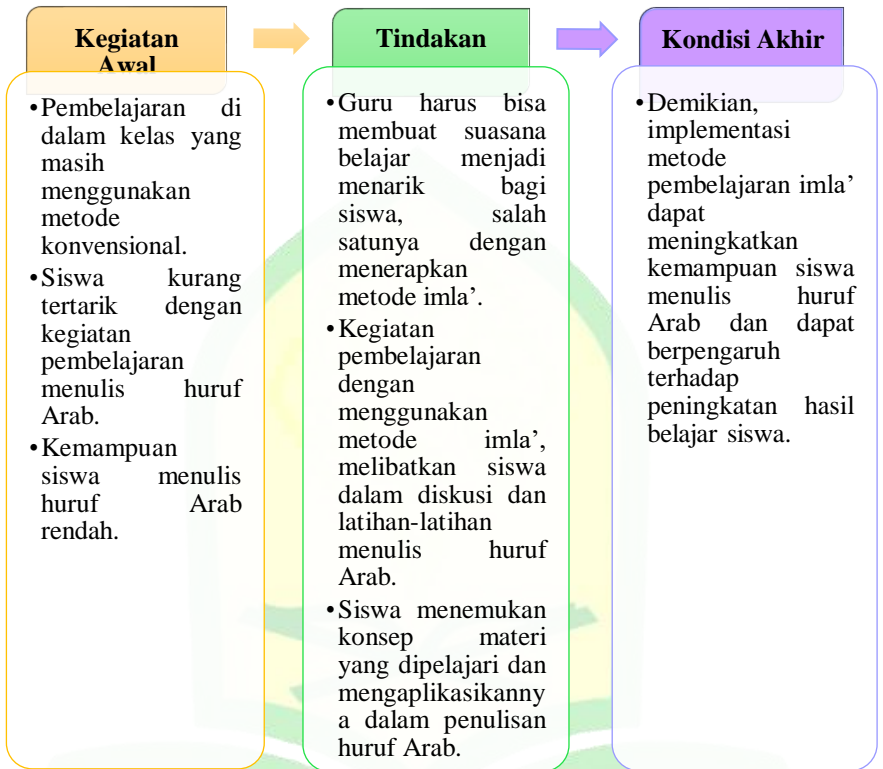 Kegiatan
Awal
•Pembelajaran di
dalam kelas yang
masih
menggunakan
metode
konvensional.
•Siswa kurang
tertarik dengan
kegiatan
pembelajaran
menulis huruf
Arab.
•Kemampuan
siswa menulis
huruf Arab
rendah.
Tindakan
•Guru harus bisa
membuat suasana
belajar menjadi
menarik bagi
siswa, salah
satunya dengan
menerapkan
metode imla’.
•Kegiatan
pembelajaran
dengan
menggunakan
metode imla’,
melibatkan siswa
dalam diskusi dan
latihan-latihan
menulis huruf
Arab.
•Siswa menemukan
konsep materi
yang dipelajari dan
mengaplikasikanny
a dalam penulisan
huruf Arab.
Kondisi Akhir
•Demikian,
implementasi
metode
pembelajaran imla’
dapat
meningkatkan
kemampuan siswa
menulis huruf
Arab dan dapat
berpengaruh
terhadap
peningkatan hasil
belajar siswa.